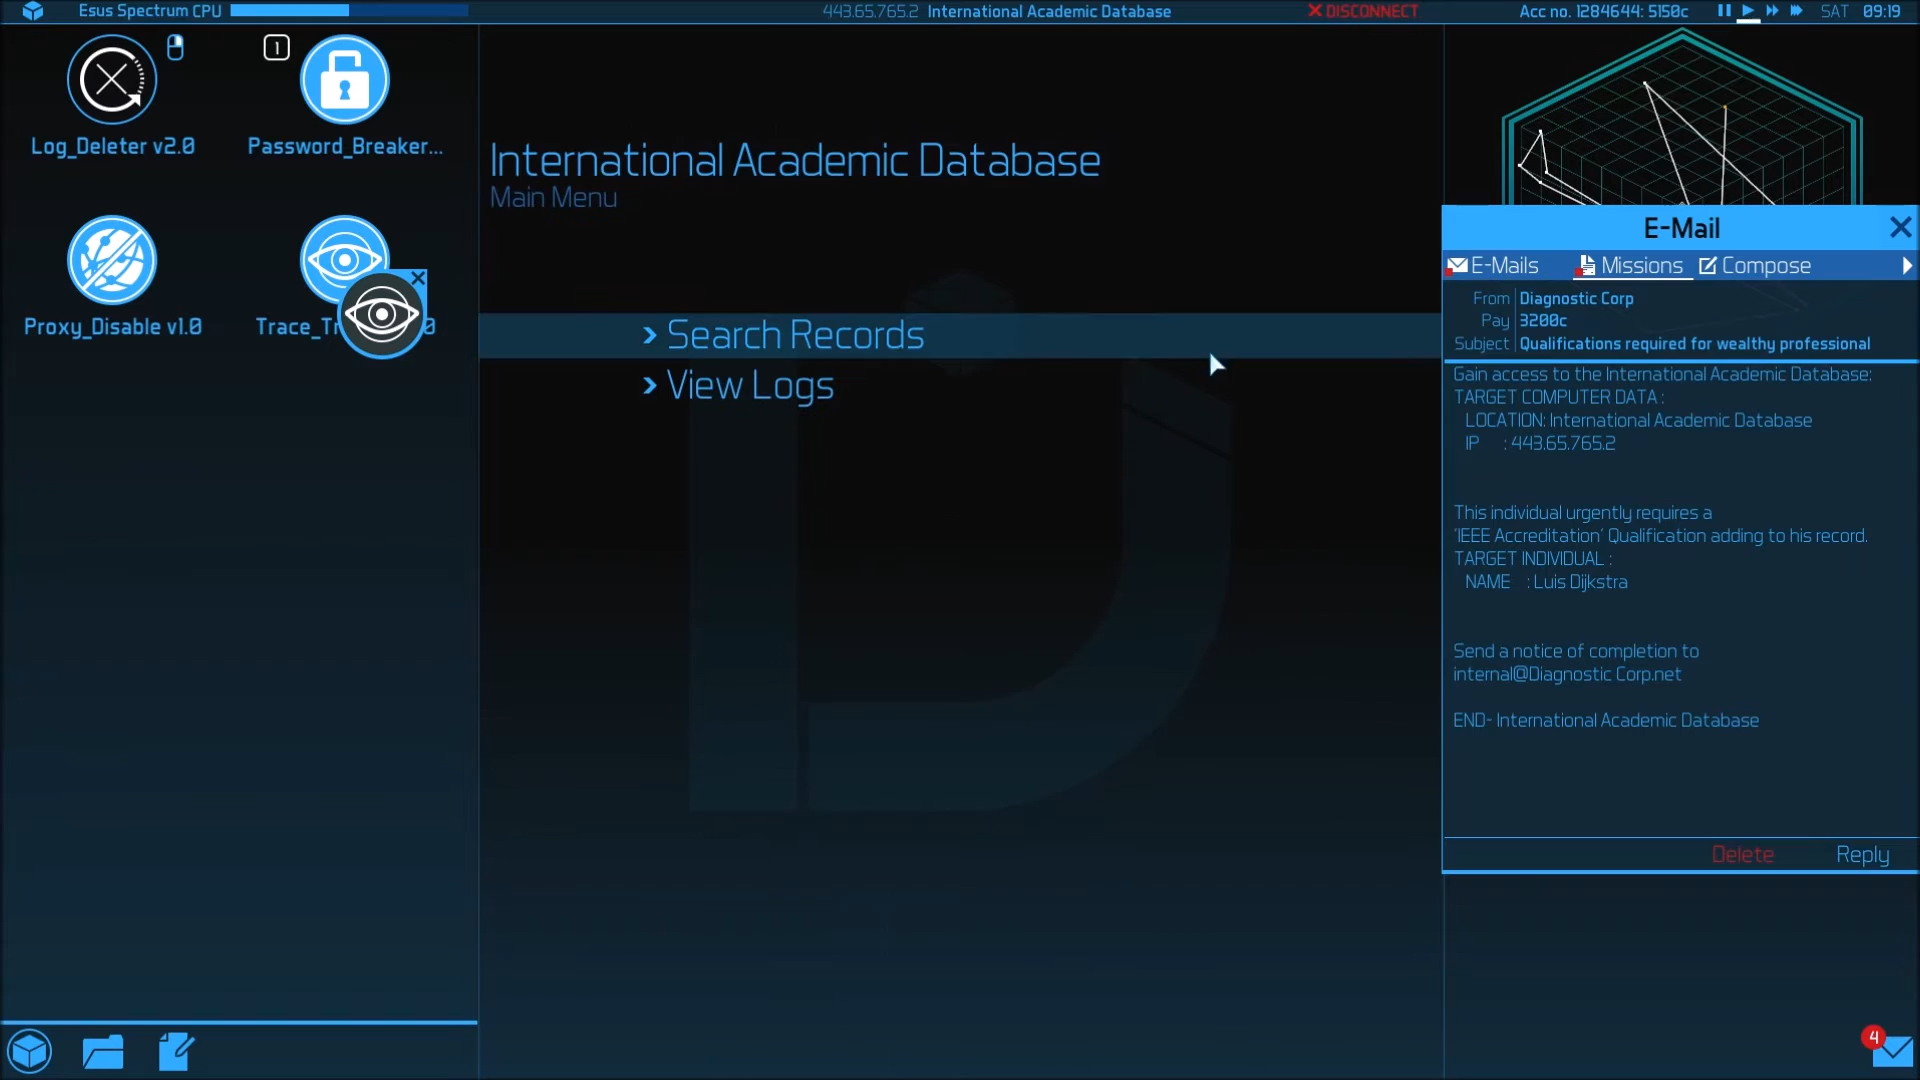 Esus Spectrum CPU
443.65.765.2 International Academic Database
DISCONNECT
Acc no. 1284644: 5150c
SAT 09:19
Log_Deleter v2.0
1
Password_Breaker...
Proxy_Disable v1.0
International Academic Database
Main Menu
> Search Records
> View Logs
E-Mail
E-Mails
Missions
Compose
From Diagnostic Corp
Pay 3200c
Subject Qualifications required for wealthy professional
Gain access to the International Academic Database:
TARGET COMPUTER DATA :
LOCATION: International Academic Database
IP : 443.65.765.2
This individual urgently requires a
'IEEE Accreditation' Qualification adding to his record.
TARGET INDIVIDUAL :
NAME : Luis Dijkstra
Send a notice of completion to
internal@Diagnostic Corp.net
END- International Academic Database
Delete
Reply
4